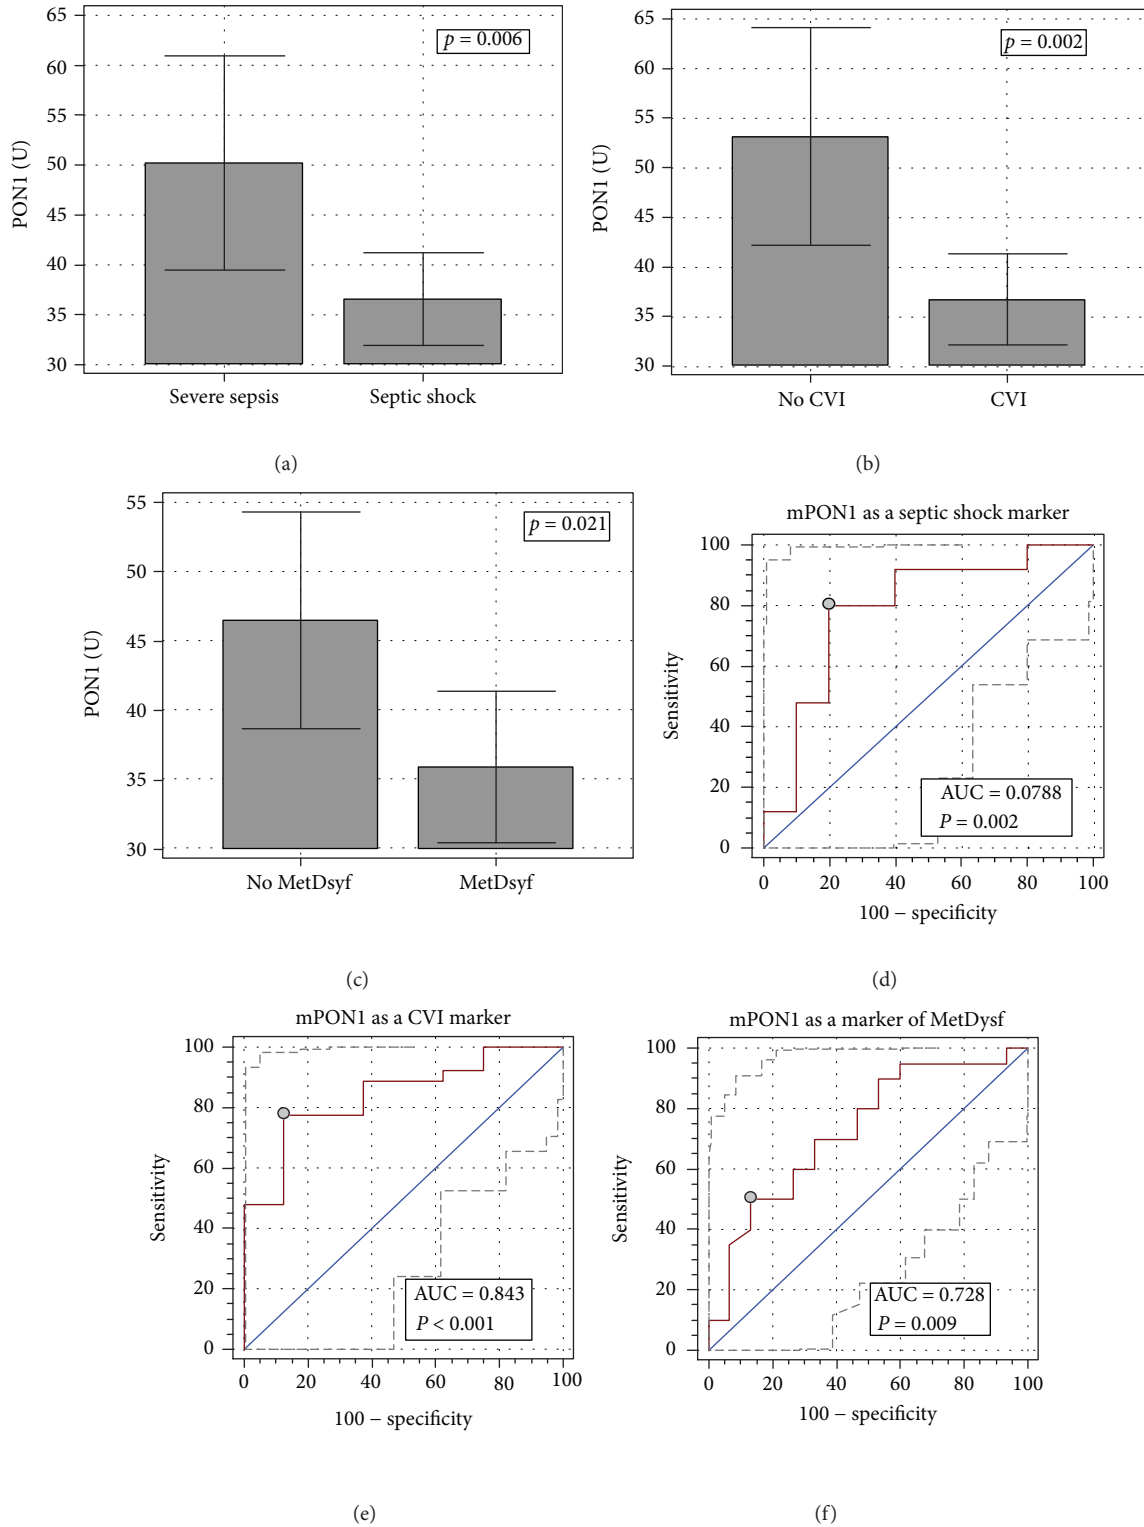 65
60
55
50
45
40
35
30
PON1 (U)
p = 0.006
Severe sepsis
Septic shock
(a)
65
60
55
50
45
40
35
30
PON1 (U)
p = 0.002
No CVI
CVI
(b)
55
50
45
40
35
30
PON1 (U)
p = 0.021
No MetDsyf
MetDsyf
(c)
mPON1 as a septic shock marker
100
80
60
40
20
0
Sensitivity
AUC = 0.0788
P = 0.002
0 20 40 60 80 100
100 − specificity
(d)
mPON1 as a CVI marker
100
80
60
40
20
0
Sensitivity
AUC = 0.843
P < 0.001
0 20 40 60 80 100
100 − specificity
(e)
mPON1 as a marker of MetDysf
100
80
60
40
20
0
Sensitivity
AUC = 0.728
P = 0.009
0 20 40 60 80 100
100 − specificity
(f)